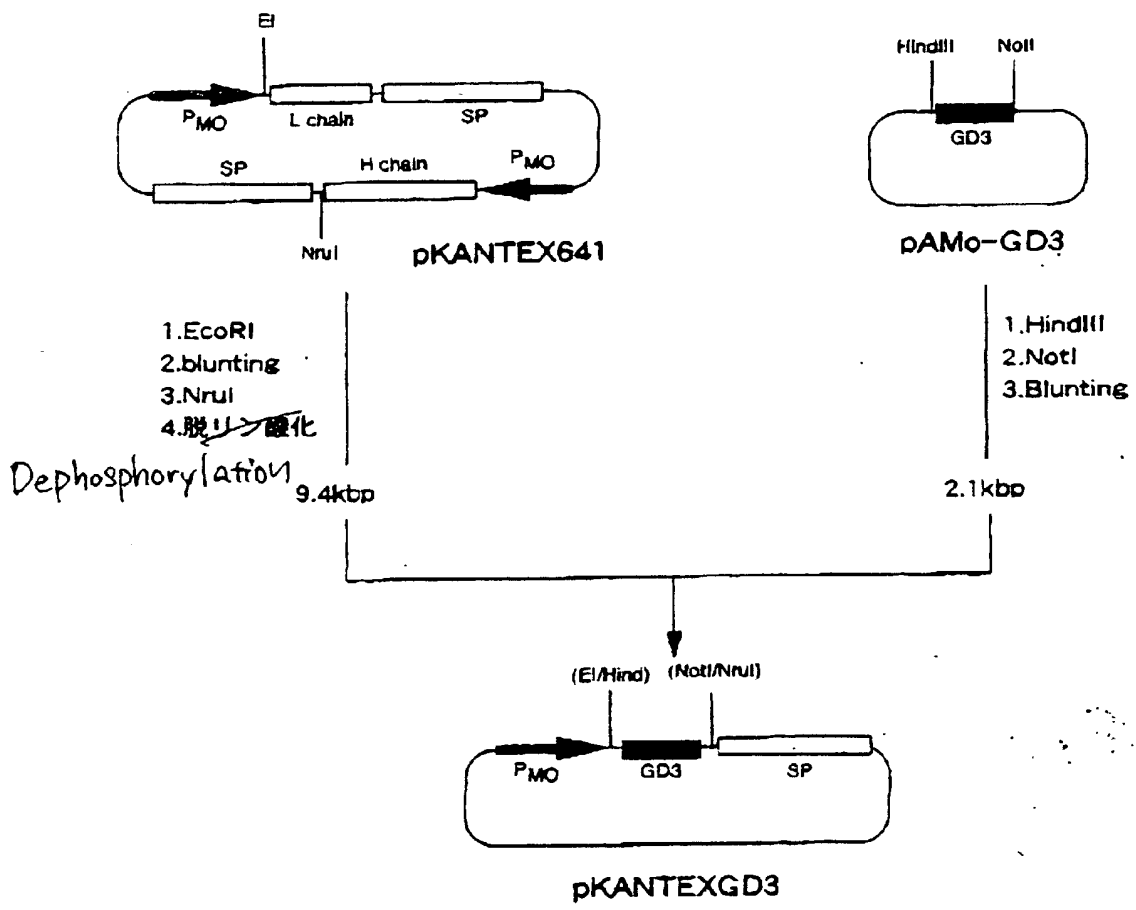 EI
PMO
L chain
SP
SP
H chain
PMO
NruI
pKANTEX641
HindIII NotI
GD3
pAMo-GD3
1.EcoRI
2.blunting
3.NruI
4.脱リン酸化
Dephosphorylation
9.4kbp
1.HindIII
2.NotI
3.Blunting
2.1kbp
(EI/Hind) (NotI/NruI)
PMO
GD3
SP
pKANTEXGD3